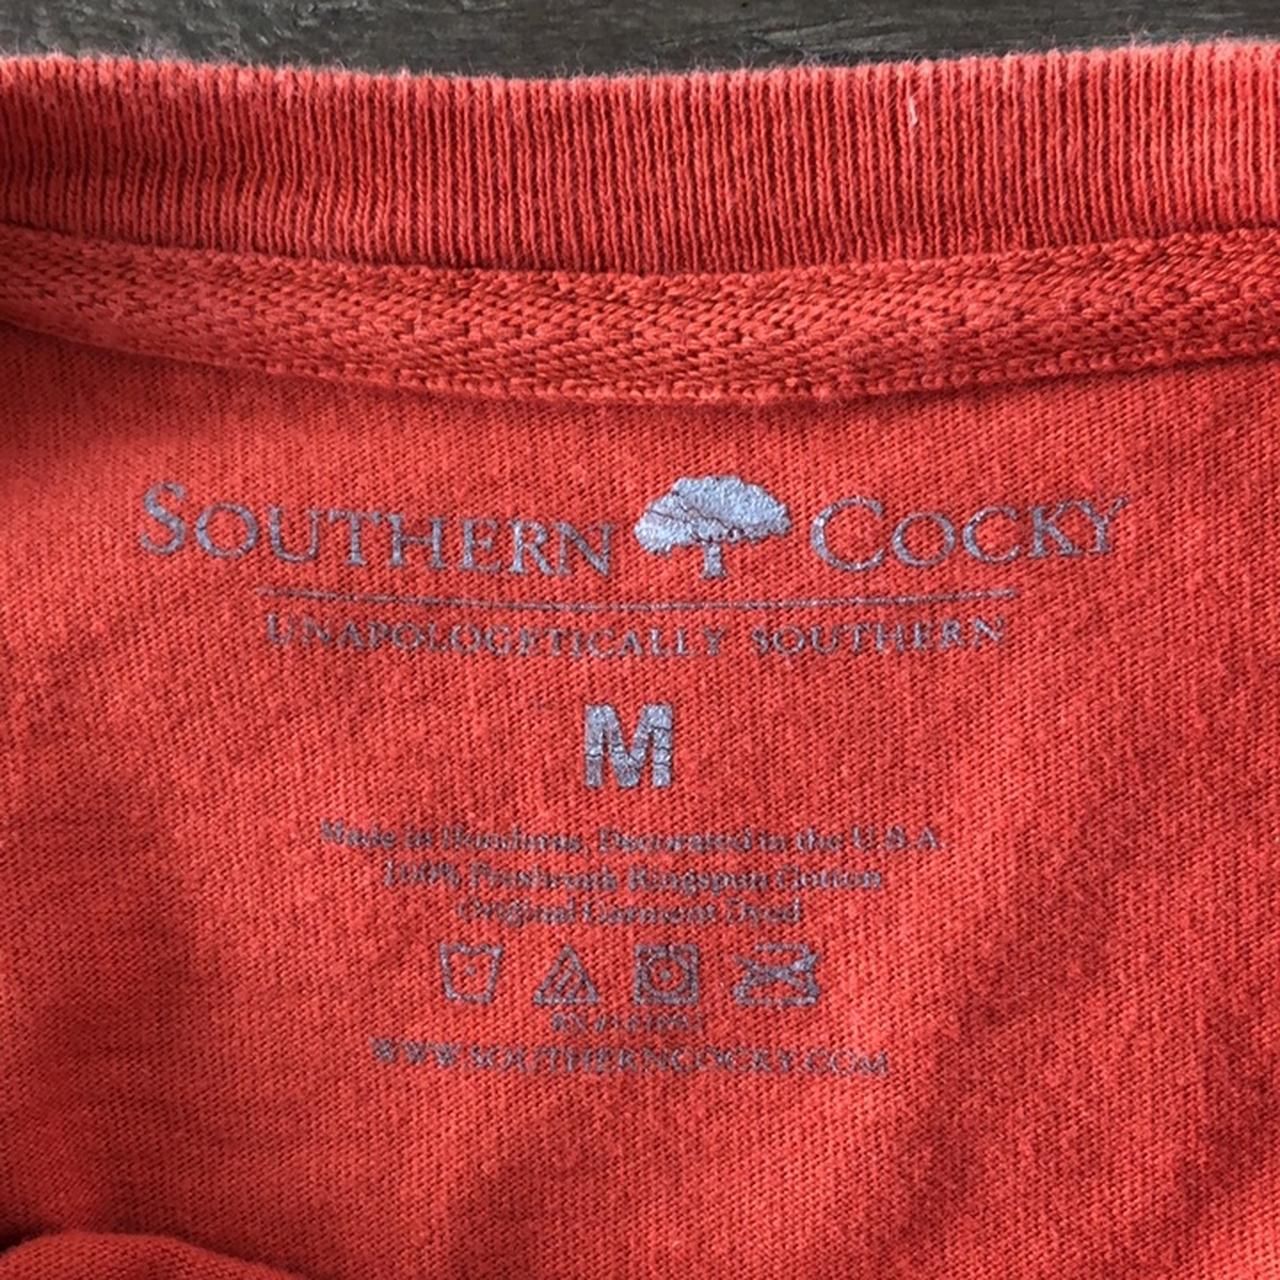 SOUTHERN COCKY
UNAPOLOGETICALLY SOUTHERN
M
Made in Honduras, Decorated in the U.S.A.
100% Preshrunk Ringspun Cotton
Original Garment Dyed
WWW.SOUTHERNCOCKY.COM